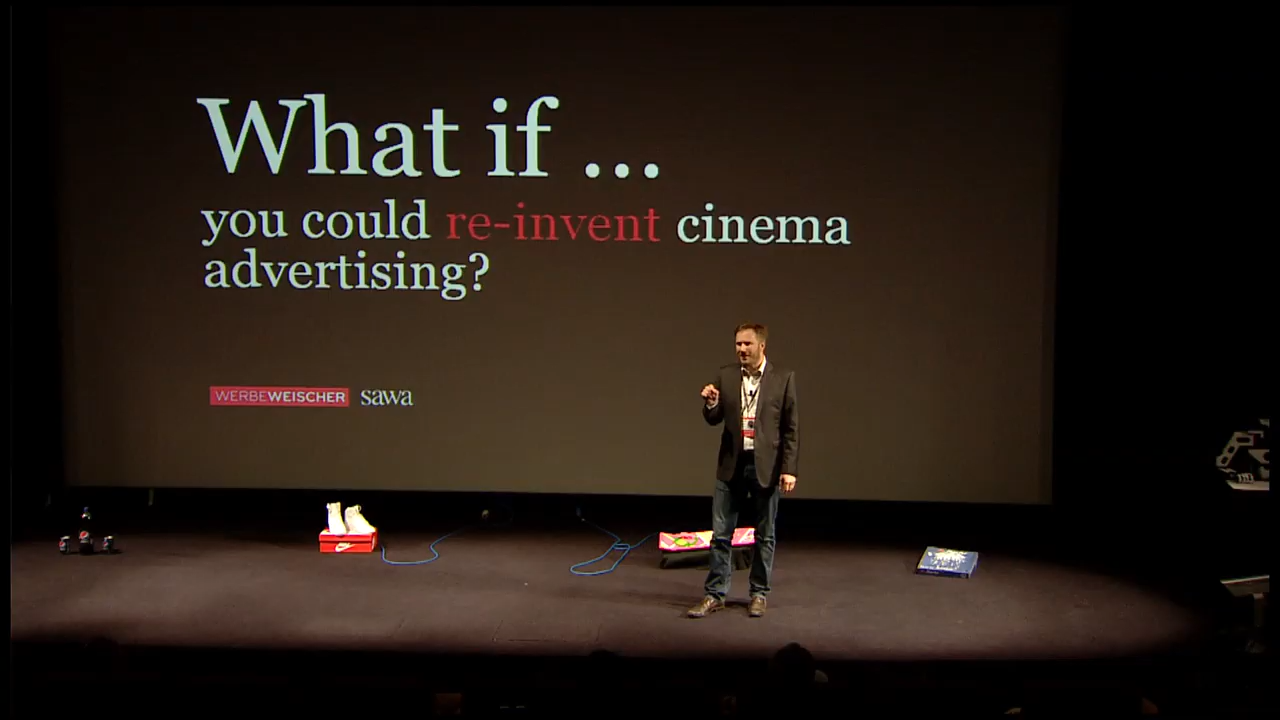 What if ...
you could re-invent cinema
advertising?
WERBEWEISCHER sawa